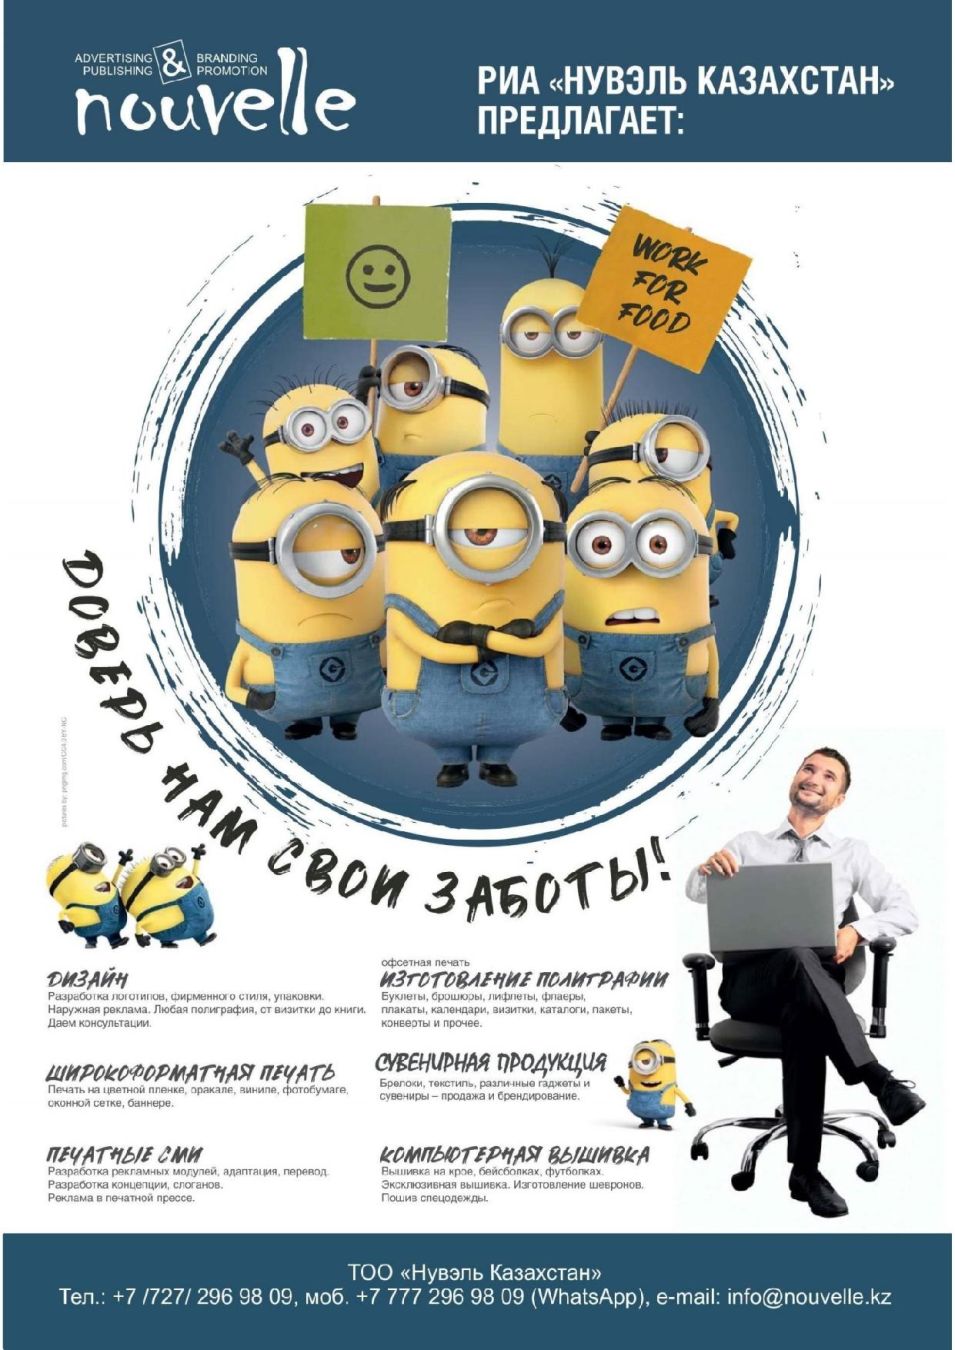 ADVERTISING & BRANDING
PUBLISHING PROMOTION
nouvelle
РИА «НУВЭЛЬ КАЗАХСТАН»
ПРЕДЛАГАЕТ:
WORK
FOR
FOOD
ДОВЕРЬ НАМ СВОИ ЗАБОТЫ!
ДИЗАЙН
Разработка логотипов, фирменного стиля, упаковки.
Наружная реклама. Любая полиграфия, от визитки до книги.
Даем консультации.
ШИРОКОФОРМАТНАЯ ПЕЧАТЬ
Печать на цветной пленке, оракале, виниле, фотобумаге,
оконной сетке, баннере.
ПЕЧАТНЫЕ СМИ
Разработка рекламных модулей, адаптация, перевод.
Разработка концепции, слоганов.
Реклама в печатной прессе.
офсетная печать
ИЗГОТОВЛЕНИЕ ПОЛИГРАФИИ
Буклеты, брошюры, лифлеты, флаеры,
плакаты, календари, визитки, каталоги, пакеты,
конверты и прочее.
СУВЕНИРНАЯ ПРОДУКЦИЯ
Брелоки, текстиль, различные гаджеты и
сувениры – продажа и брендирование.
КОМПЬЮТЕРНАЯ ВЫШИВКА
Вышивка на крое, бейсболках, футболках.
Эксклюзивная вышивка. Изготовление шевронов.
Пошив спецодежды.
ТОО «Нувэль Казахстан»
Тел.: +7 /727/ 296 98 09, моб. +7 777 296 98 09 (WhatsApp), e-mail: info@nouvelle.kz